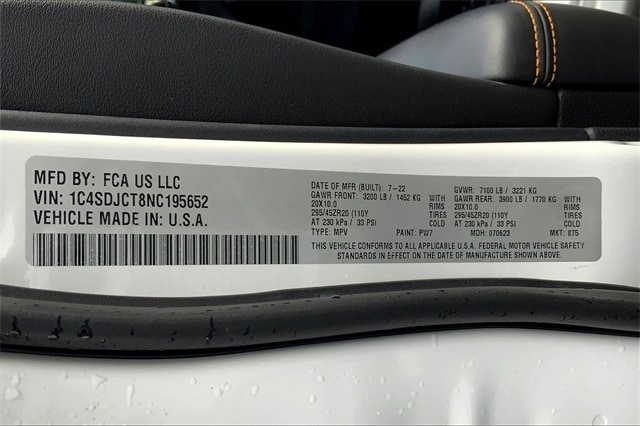 MFD BY: FCA US LLC
VIN: 1C4SDJCT8NC195652
VEHICLE MADE IN U.S.A.
DATE OF MFR (BUILT): 7-22 GVWR: 7100 LB / 3221 KG
GAWR FRONT: 3200 LB / 1452 KG WITH GAWR REAR: 3900 LB / 1770 KG WITH
20X10.0 RIMS 20X10.0 RIMS
295/45ZR20 (110Y TIRES 295/45ZR20 (110Y TIRES
AT 230 kPa / 33 PSI COLD AT 230 kPa / 33 PSI COLD
TYPE: MPV PAINT: PW7 MDH: 070623 MKT: 875
THIS VEHICLE CONFORMS TO ALL APPLICABLE U.S.A. FEDERAL MOTOR VEHICLE SAFETY
STANDARDS IN EFFECT ON THE DATE OF MANUFACTURE SHOWN ABOVE.